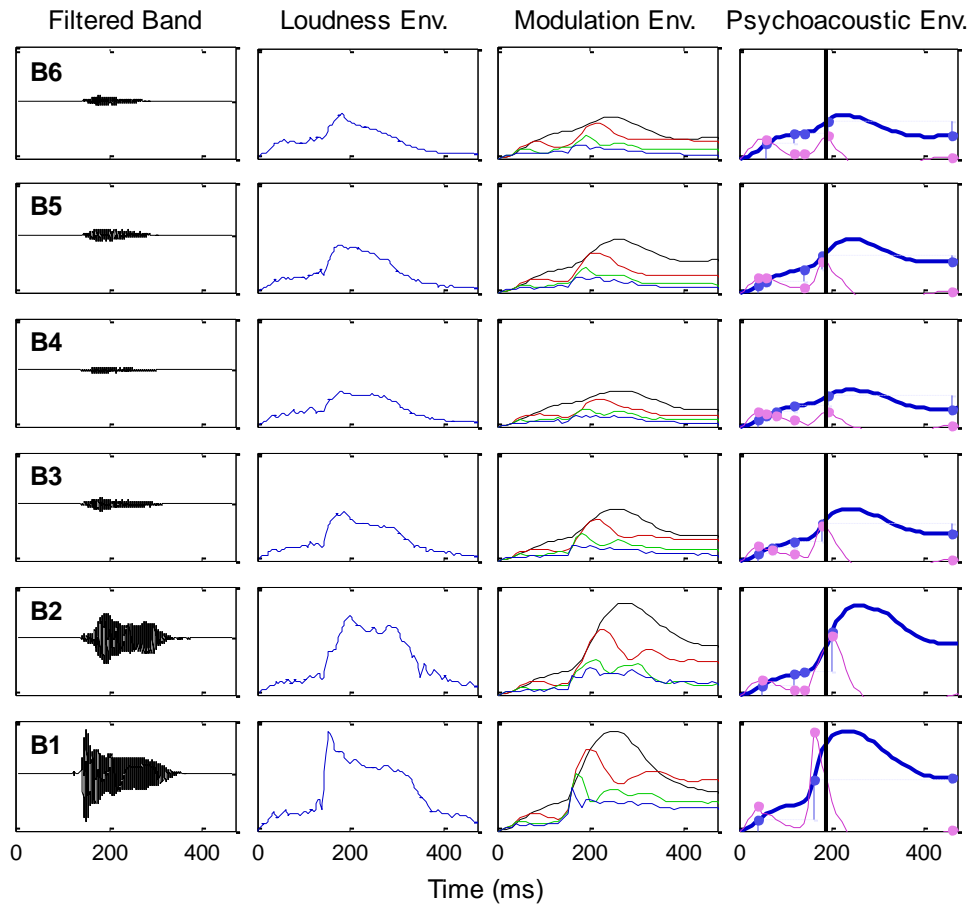 Filtered Band Loudness Env. Modulation Env. Psychoacoustic Env.
B6
B5
B4
B3
B2
B1
0 200 400 0 200 400 0 200 400 0 200 400
Time (ms)